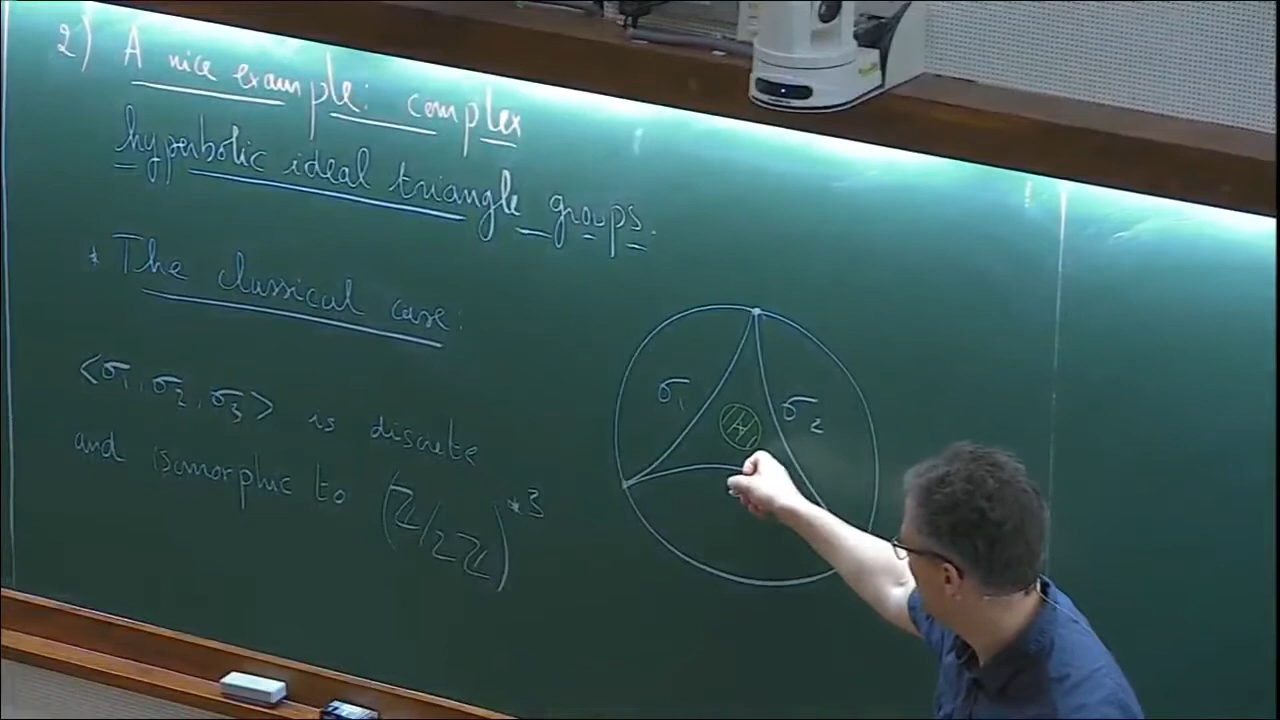 2) A nice example: complex
hyperbolic ideal triangle groups.
* The classical case:
<σ₁, σ₂, σ₃> is discrete
and isomorphic to (ℤ/2ℤ)*³
σ₁
σ₂